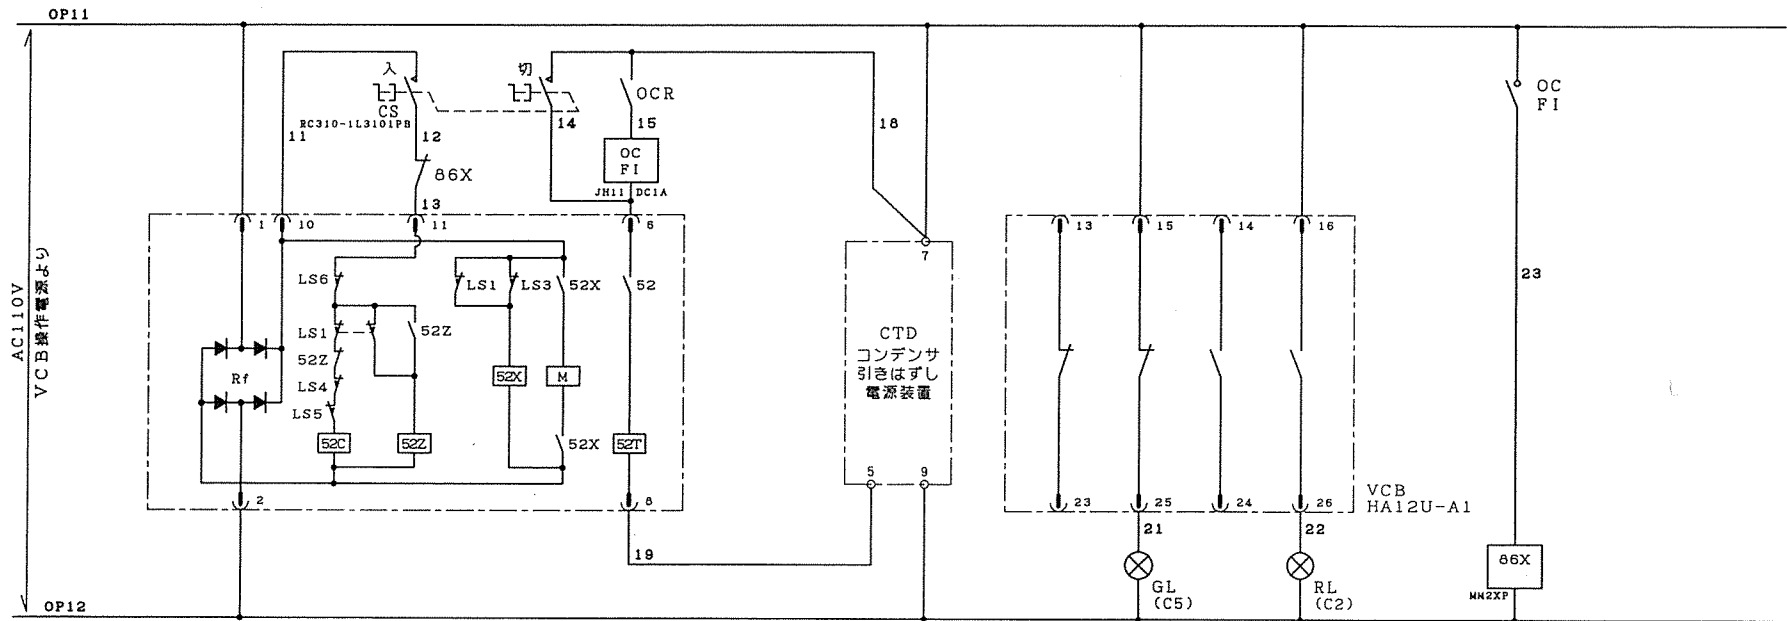 OP11
AC110V
VCB操作電源より
OP12
入
CS
RC310-1L3101PB
11
12
86X
13
切
14
OCR
15
OC
FI
JH11
DC1A
18
1
10
11
6
LS6
LS1
52Z
52Z
LS4
LS5
52C
52Z
Rf
LS1
LS3
52X
52X
M
52X
52
52T
2
8
19
7
CTD
コンデンサ
引きはずし
電源装置
5
9
13
15
14
16
23
25
24
26
VCB
HA12U-A1
21
22
GL
(C5)
RL
(C2)
OC
FI
23
86X
MM2XP